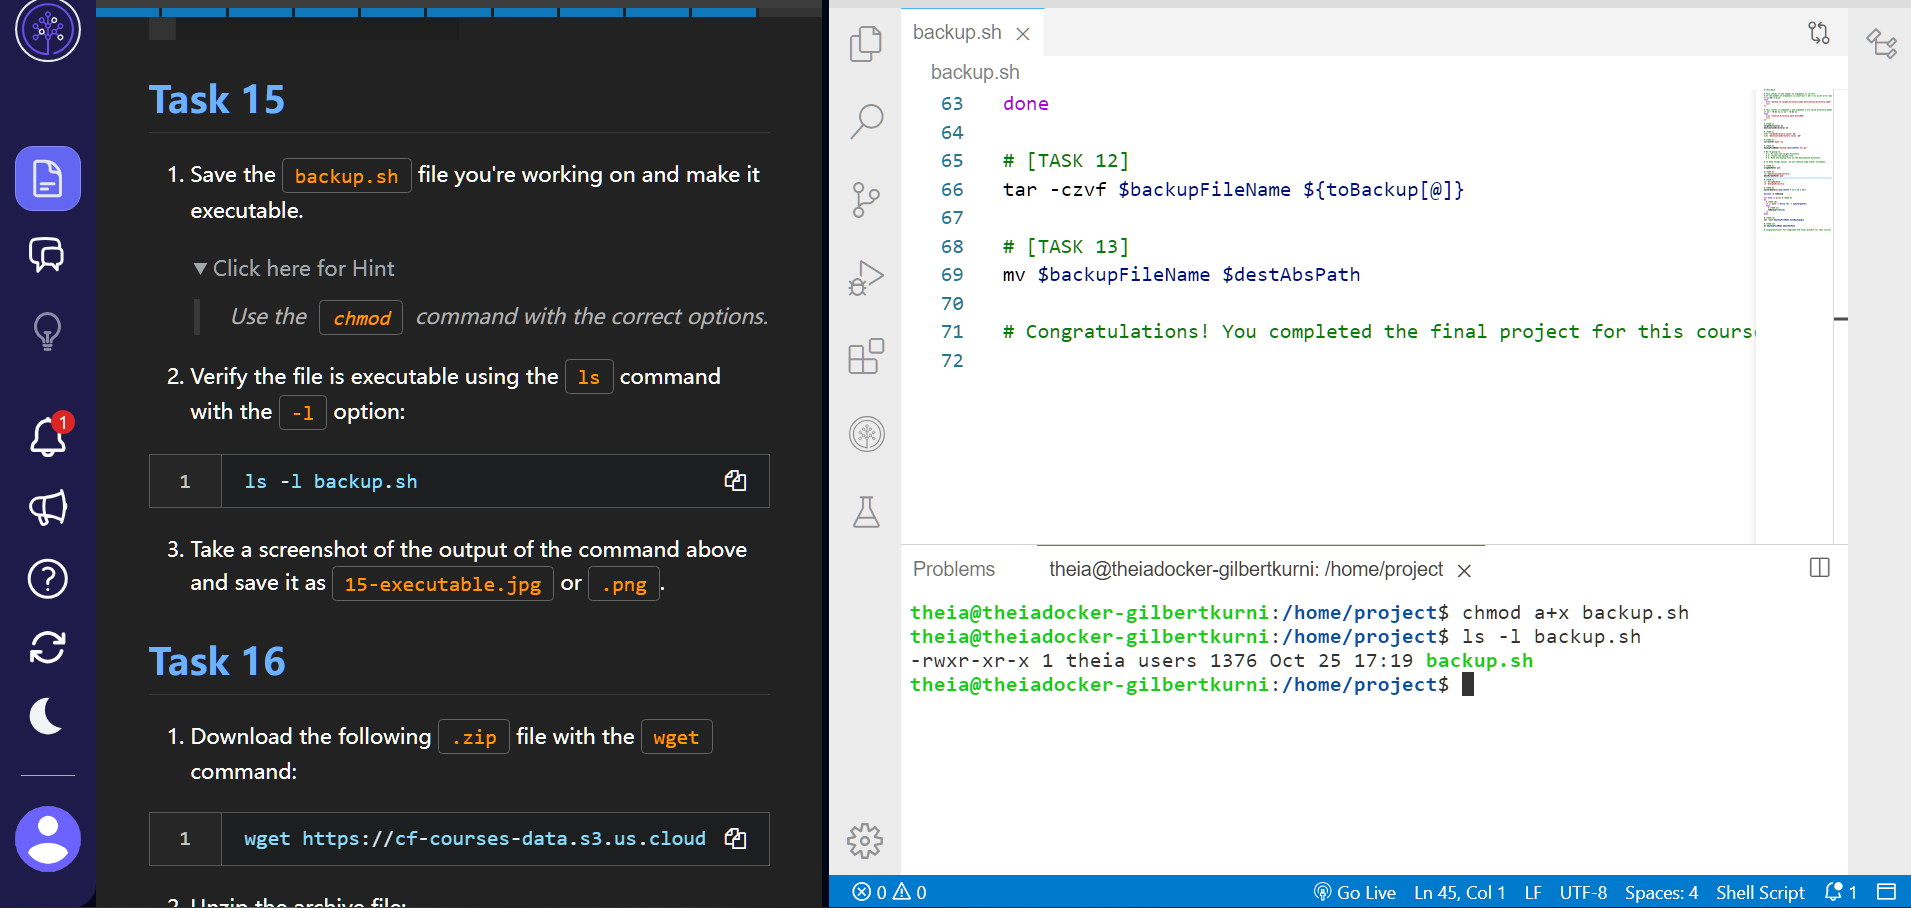 Task 15
1. Save the backup.sh file you're working on and make it
executable.
▼ Click here for Hint
Use the chmod command with the correct options.
2. Verify the file is executable using the ls command
with the -l option:
1 ls -l backup.sh
3. Take a screenshot of the output of the command above
and save it as 15-executable.jpg or .png.
Task 16
1. Download the following .zip file with the wget
command:
1 wget https://cf-courses-data.s3.us.cloud
2. Unzip the archive file:
1
backup.sh
backup.sh
63 done
64
65 # [TASK 12]
66 tar -czvf $backupFileName ${toBackup[@]}
67
68 # [TASK 13]
69 mv $backupFileName $destAbsPath
70
71 # Congratulations! You completed the final project for this cours
72
Problems theia@theiadocker-gilbertkurni: /home/project
theia@theiadocker-gilbertkurni:/home/project$ chmod a+x backup.sh
theia@theiadocker-gilbertkurni:/home/project$ ls -l backup.sh
-rwxr-xr-x 1 theia users 1376 Oct 25 17:19 backup.sh
theia@theiadocker-gilbertkurni:/home/project$
0 0 Go Live Ln 45, Col 1 LF UTF-8 Spaces: 4 Shell Script 1